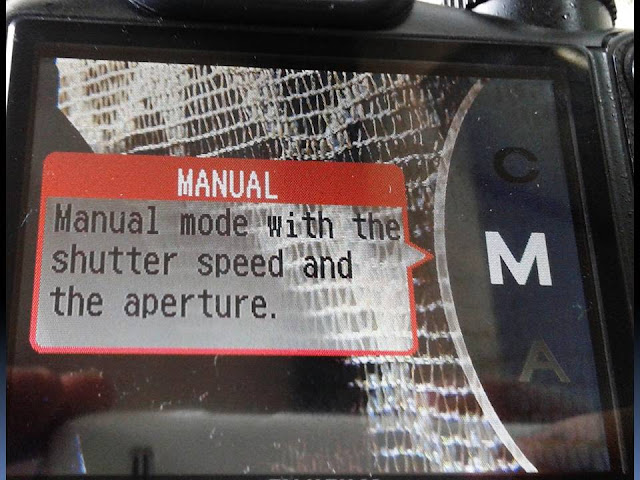 MANUAL
Manual mode with the
shutter speed and
the aperture.
C
M
A